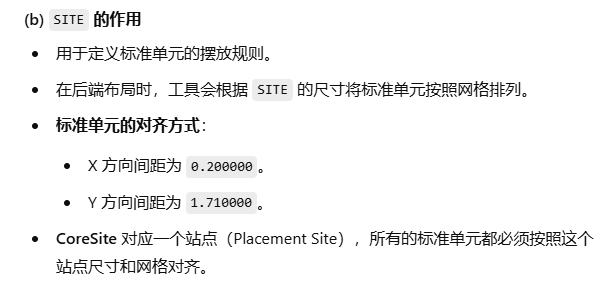 (b) SITE 的作用
用于定义标准单元的摆放规则。
在后端布局时，工具会根据 SITE 的尺寸将标准单元按照网格排列。
标准单元的对齐方式：
X 方向间距为 0.200000。
Y 方向间距为 1.710000。
CoreSite 对应一个站点（Placement Site），所有的标准单元都必须按照这个
站点尺寸和网格对齐。